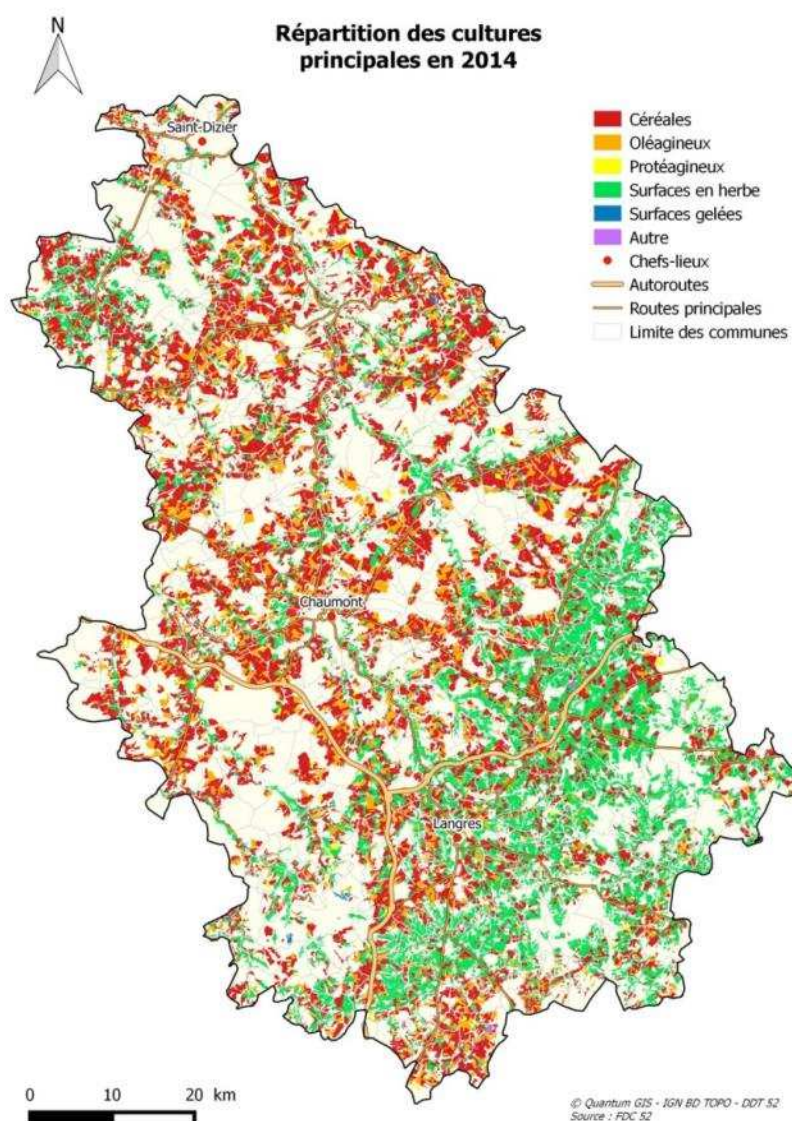 Répartition des cultures
principales en 2014
N
Saint-Dizier
Céréales
Oléagineux
Protéagineux
Surfaces en herbe
Surfaces gelées
Autre
Chefs-lieux
Autoroutes
Routes principales
Limite des communes
Chaumont
Langres
0 10 20 km
© Quantum GIS - IGN BD TOPO - DDT 52
Source : FDC 52